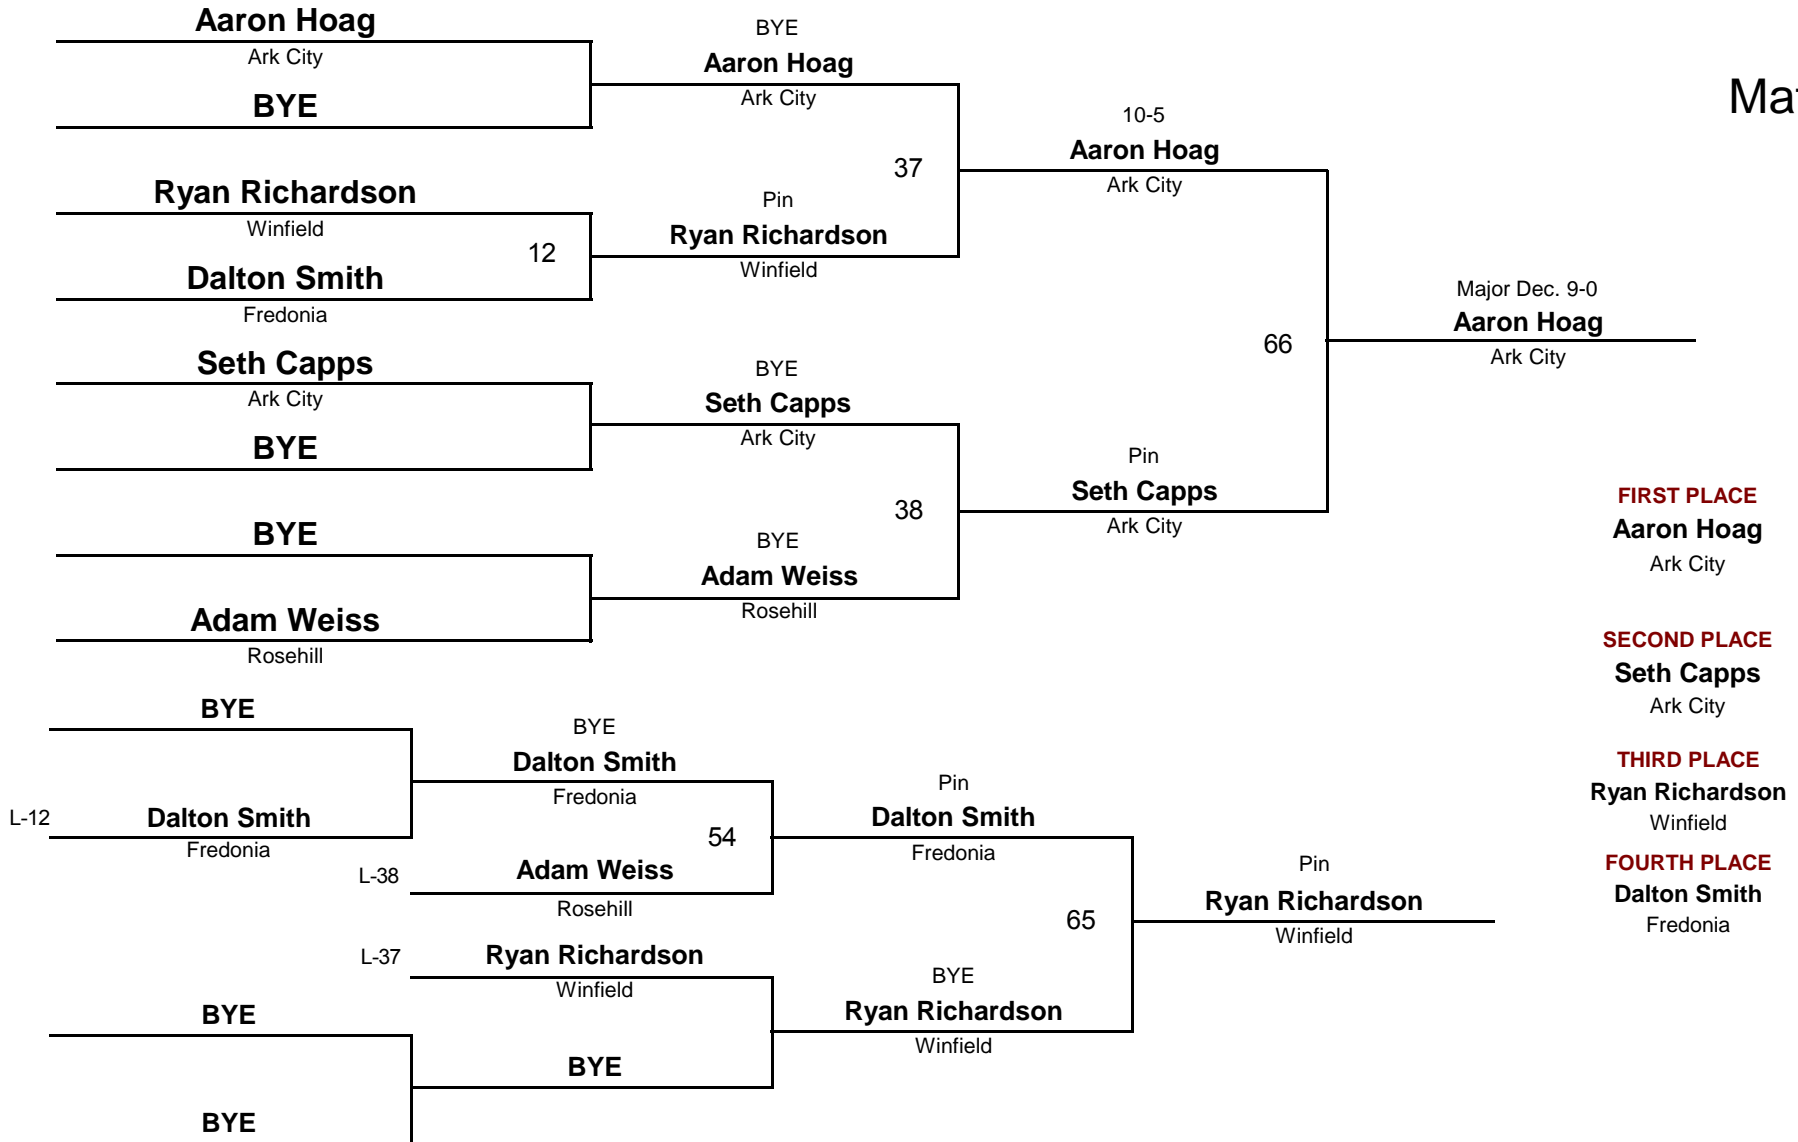 Aaron Hoag
Ark City
BYE
Ryan Richardson
Winfield
12
Dalton Smith
Fredonia
Seth Capps
Ark City
BYE
BYE
Adam Weiss
Rosehill
BYE
Aaron Hoag
Ark City
37
Pin
Ryan Richardson
Winfield
BYE
Seth Capps
Ark City
38
BYE
Adam Weiss
Rosehill
10-5
Aaron Hoag
Ark City
66
Pin
Seth Capps
Ark City
Major Dec. 9-0
Aaron Hoag
Ark City
FIRST PLACE
Aaron Hoag
Ark City
SECOND PLACE
Seth Capps
Ark City
THIRD PLACE
Ryan Richardson
Winfield
FOURTH PLACE
Dalton Smith
Fredonia
BYE
L-12 Dalton Smith
Fredonia
BYE
BYE
BYE
Dalton Smith
Fredonia
54
L-38 Adam Weiss
Rosehill
L-37 Ryan Richardson
Winfield
BYE
Pin
Dalton Smith
Fredonia
65
BYE
Ryan Richardson
Winfield
Pin
Ryan Richardson
Winfield